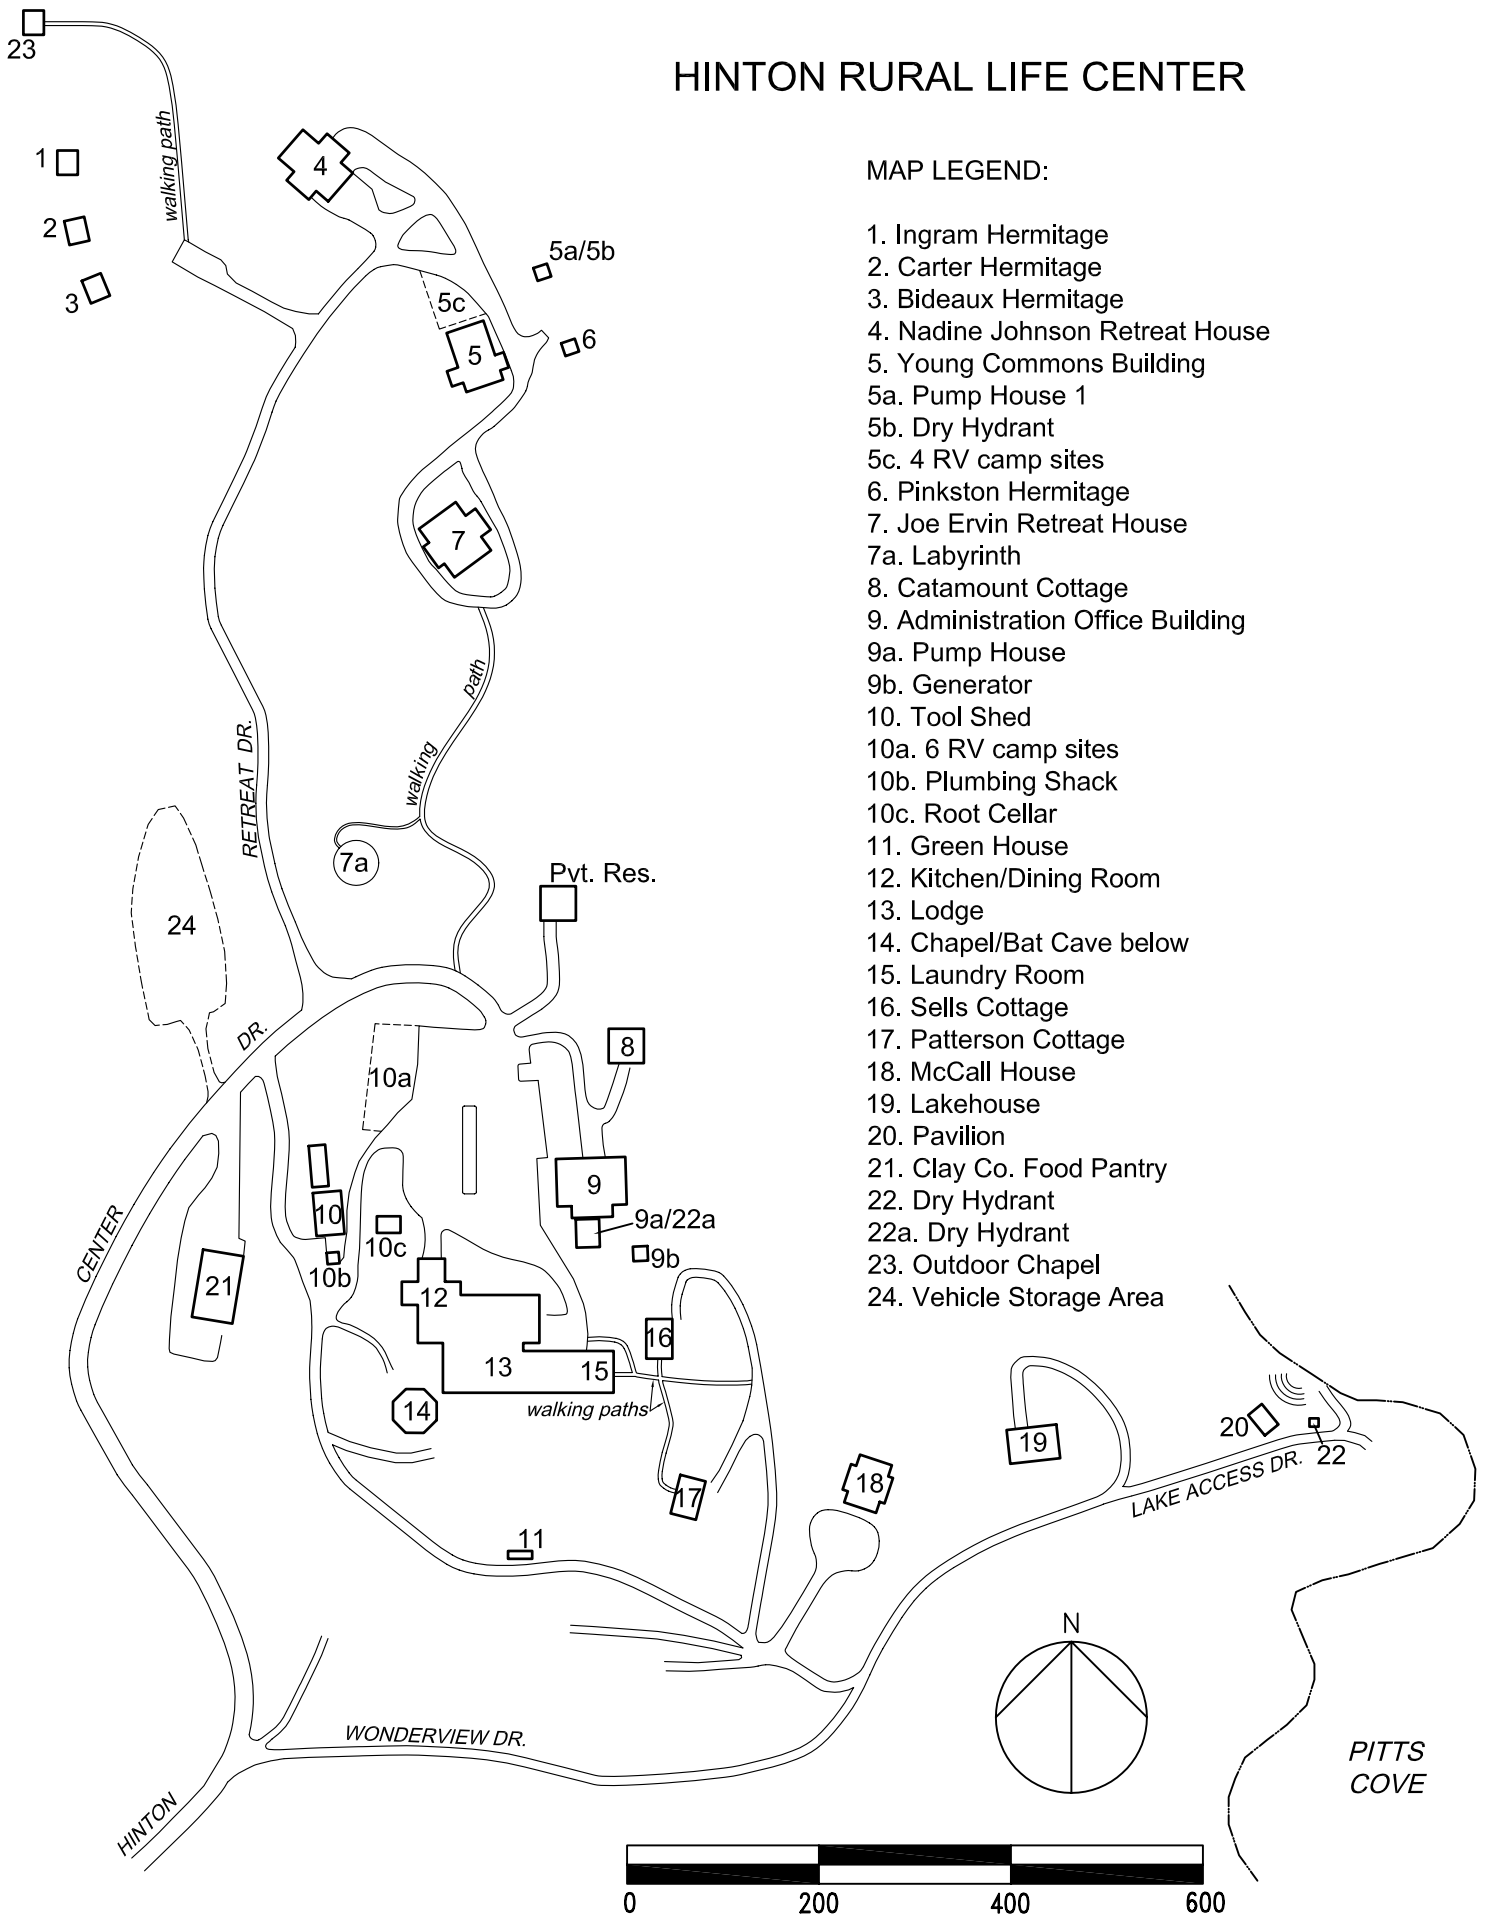 HINTON RURAL LIFE CENTER
MAP LEGEND:
1. Ingram Hermitage
2. Carter Hermitage
3. Bideaux Hermitage
4. Nadine Johnson Retreat House
5. Young Commons Building
5a. Pump House 1
5b. Dry Hydrant
5c. 4 RV camp sites
6. Pinkston Hermitage
7. Joe Ervin Retreat House
7a. Labyrinth
8. Catamount Cottage
9. Administration Office Building
9a. Pump House
9b. Generator
10. Tool Shed
10a. 6 RV camp sites
10b. Plumbing Shack
10c. Root Cellar
11. Green House
12. Kitchen/Dining Room
13. Lodge
14. Chapel/Bat Cave below
15. Laundry Room
16. Sells Cottage
17. Patterson Cottage
18. McCall House
19. Lakehouse
20. Pavilion
21. Clay Co. Food Pantry
22. Dry Hydrant
22a. Dry Hydrant
23. Outdoor Chapel
24. Vehicle Storage Area
23
walking path
1
2
3
4
5a/5b
5c
5
6
7
walking path
RETREAT DR.
7a
Pvt. Res.
24
HINTON CENTER DR.
8
10a
9
9a/22a
9b
10
10c
10b
21
12
13
15
16
14
walking paths
17
11
18
19
20
22
LAKE ACCESS DR.
WONDERVIEW DR.
N
PITTS
COVE
0 200 400 600